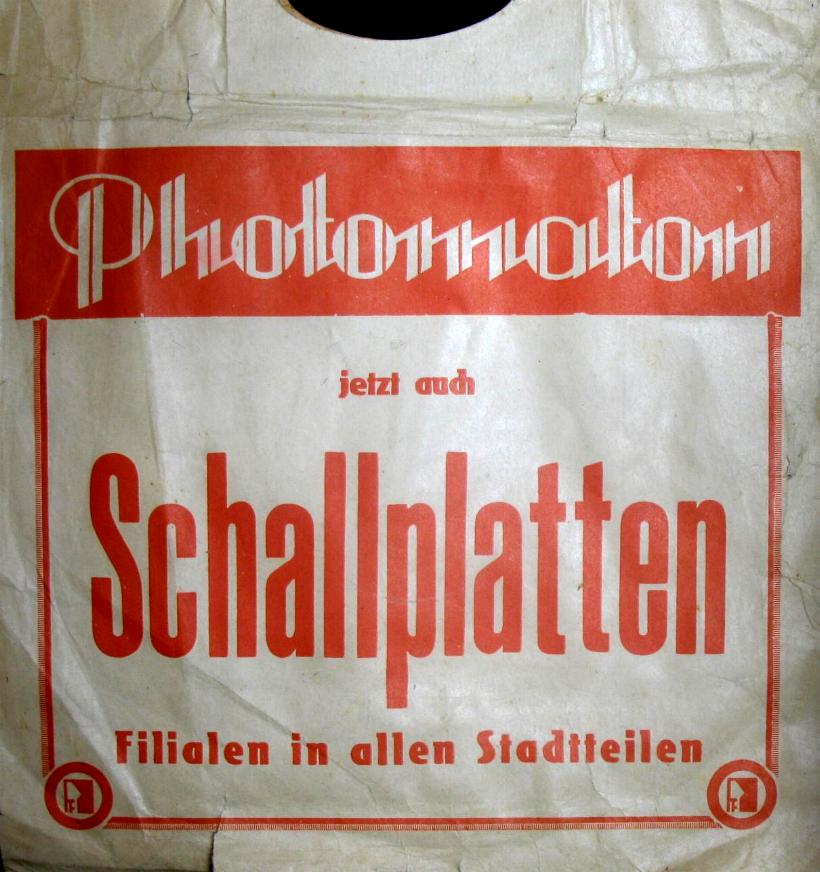 Photomaton
jetzt auch
Schallplatten
Filialen in allen Stadtteilen